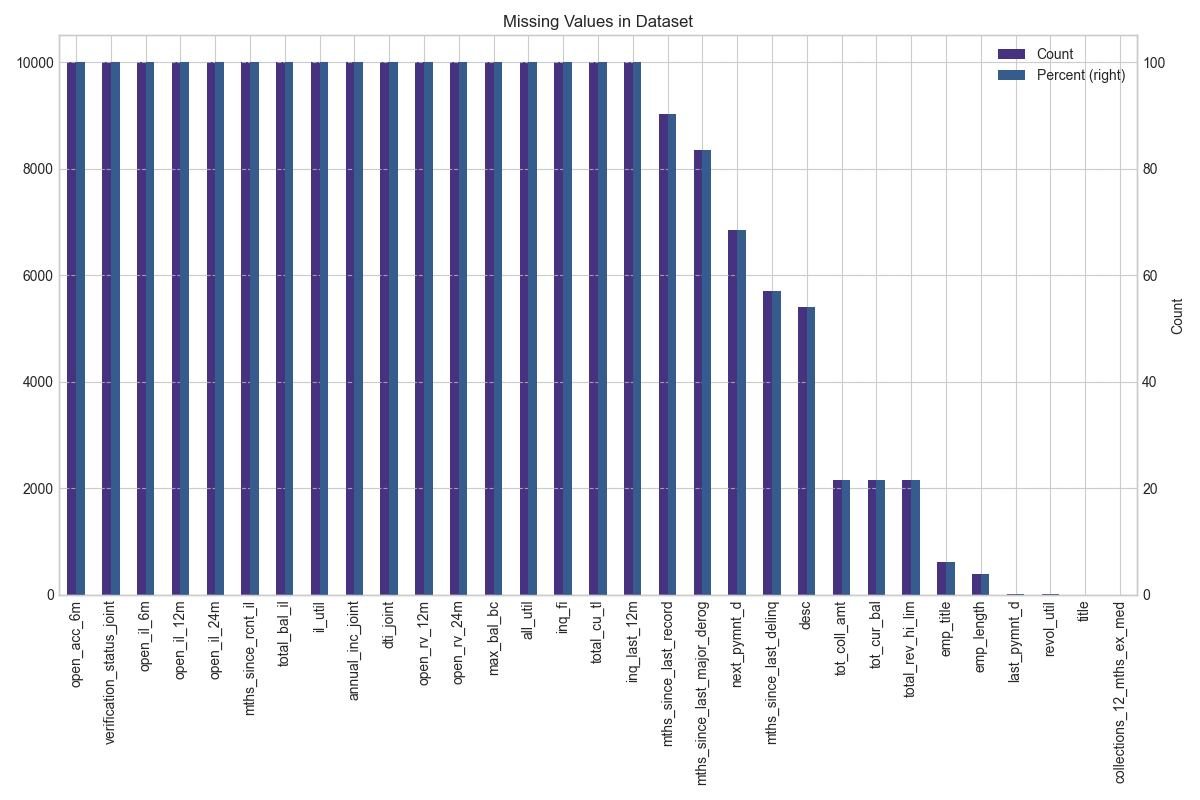 Missing Values in Dataset
Count
Percent (right)
10000
8000
6000
4000
2000
0
100
80
60
40
20
0
Count
open_acc_6m
verification_status_joint
open_il_6m
open_il_12m
open_il_24m
mths_since_rcnt_il
total_bal_il
il_util
annual_inc_joint
dti_joint
open_rv_12m
open_rv_24m
max_bal_bc
all_util
inq_fi
total_cu_tl
inq_last_12m
mths_since_last_record
mths_since_last_major_derog
next_pymnt_d
mths_since_last_delinq
desc
tot_coll_amt
tot_cur_bal
total_rev_hi_lim
emp_title
emp_length
last_pymnt_d
revol_util
title
collections_12_mths_ex_med